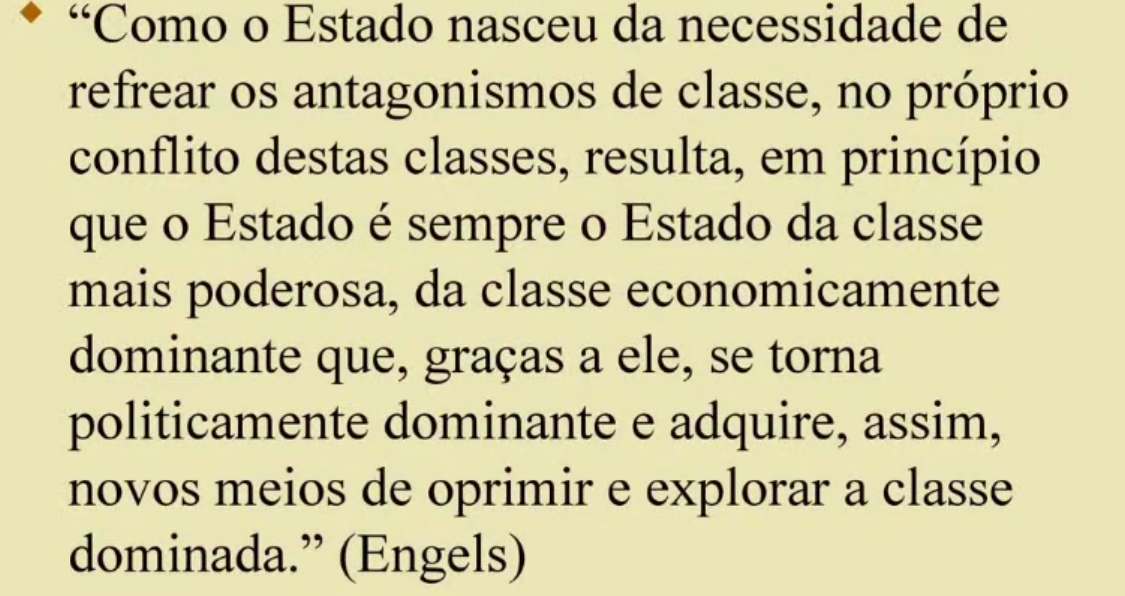 “Como o Estado nasceu da necessidade de
refrear os antagonismos de classe, no próprio
conflito destas classes, resulta, em princípio
que o Estado é sempre o Estado da classe
mais poderosa, da classe economicamente
dominante que, graças a ele, se torna
politicamente dominante e adquire, assim,
novos meios de oprimir e explorar a classe
dominada.” (Engels)